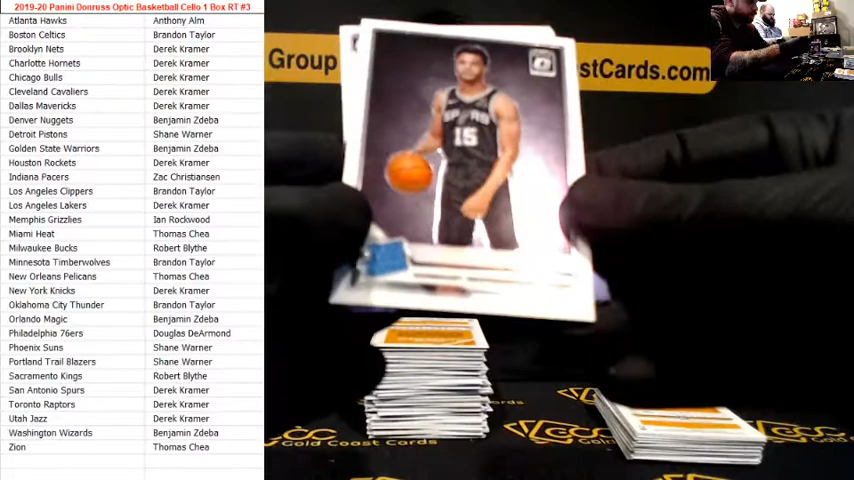 2019-20 Panini Donruss Optic Basketball Cello 1 Box RT #3
Atlanta Hawks Anthony Alm
Boston Celtics Brandon Taylor
Brooklyn Nets Derek Kramer
Charlotte Hornets Derek Kramer
Chicago Bulls Derek Kramer
Cleveland Cavaliers Derek Kramer
Dallas Mavericks Derek Kramer
Denver Nuggets Benjamin Zdeba
Detroit Pistons Shane Warner
Golden State Warriors Benjamin Zdeba
Houston Rockets Derek Kramer
Indiana Pacers Zac Christiansen
Los Angeles Clippers Brandon Taylor
Los Angeles Lakers Derek Kramer
Memphis Grizzlies Ian Rockwood
Miami Heat Thomas Chea
Milwaukee Bucks Robert Blythe
Minnesota Timberwolves Brandon Taylor
New Orleans Pelicans Thomas Chea
New York Knicks Derek Kramer
Oklahoma City Thunder Brandon Taylor
Orlando Magic Benjamin Zdeba
Philadelphia 76ers Douglas DeArmond
Phoenix Suns Shane Warner
Portland Trail Blazers Shane Warner
Sacramento Kings Robert Blythe
San Antonio Spurs Derek Kramer
Toronto Raptors Derek Kramer
Utah Jazz Derek Kramer
Washington Wizards Benjamin Zdeba
Zion Thomas Chea
Group
stCards.com
SPURS
15
Gold Coast Cards
Gold Co